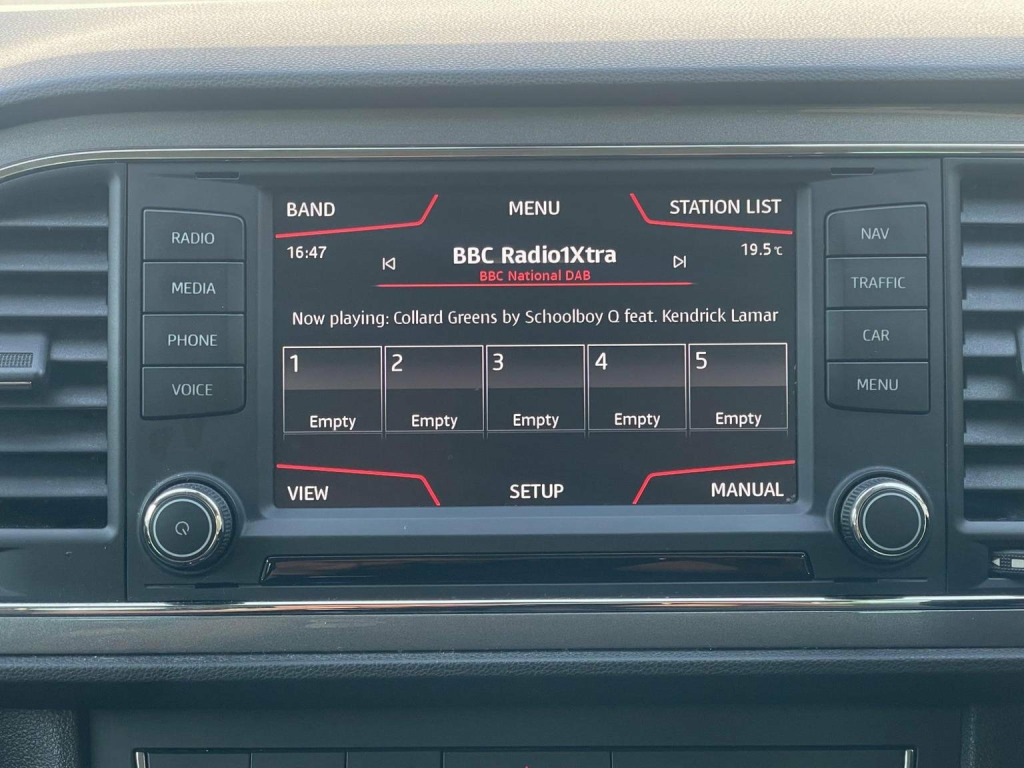 BAND MENU STATION LIST
RADIO NAV
16:47 BBC Radio1Xtra 19.5℃
BBC National DAB
MEDIA TRAFFIC
Now playing: Collard Greens by Schoolboy Q feat. Kendrick Lamar
PHONE CAR
1 2 3 4 5
VOICE MENU
Empty Empty Empty Empty Empty
VIEW SETUP MANUAL